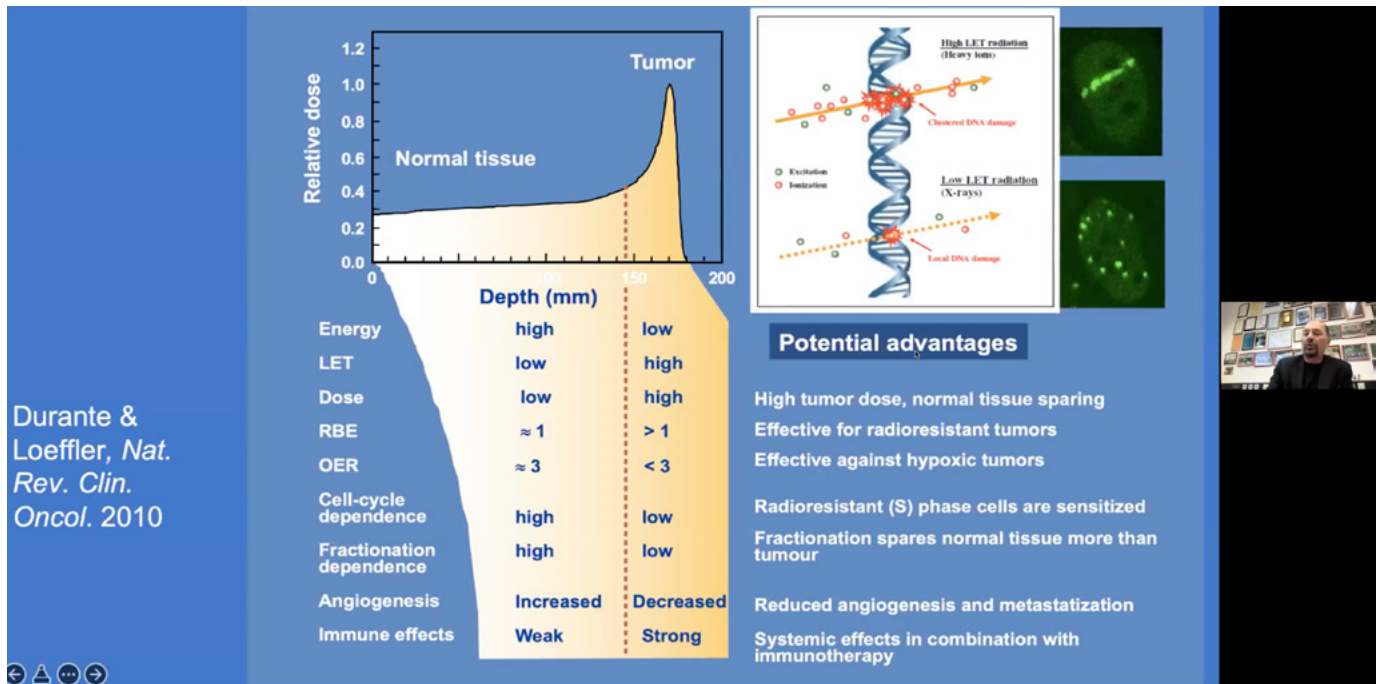 Durante &
Loeffler, Nat.
Rev. Clin.
Oncol. 2010
Relative dose
1.2
1.0
0.8
0.6
0.4
0.2
0.0
Normal tissue
Tumor
0
100
150
200
Depth (mm)
Energy high low
LET low high
Dose low high
RBE ≈ 1 > 1
OER ≈ 3 < 3
Cell-cycle
dependence high low
Fractionation
dependence high low
Angiogenesis Increased Decreased
Immune effects Weak Strong
High LET radiation
(Heavy ions)
Clustered DNA damage
Excitation
Ionization
Low LET radiation
(X-rays)
Local DNA damage
Potential advantages
High tumor dose, normal tissue sparing
Effective for radioresistant tumors
Effective against hypoxic tumors
Radioresistant (S) phase cells are sensitized
Fractionation spares normal tissue more than
tumour
Reduced angiogenesis and metastatization
Systemic effects in combination with
immunotherapy